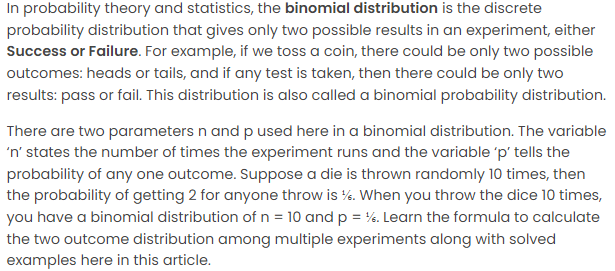 In probability theory and statistics, the binomial distribution is the discrete
probability distribution that gives only two possible results in an experiment, either
Success or Failure. For example, if we toss a coin, there could be only two possible
outcomes: heads or tails, and if any test is taken, then there could be only two
results: pass or fail. This distribution is also called a binomial probability distribution.
There are two parameters n and p used here in a binomial distribution. The variable
‘n’ states the number of times the experiment runs and the variable ‘p’ tells the
probability of any one outcome. Suppose a die is thrown randomly 10 times, then
the probability of getting 2 for anyone throw is ⅙. When you throw the dice 10 times,
you have a binomial distribution of n = 10 and p = ⅙. Learn the formula to calculate
the two outcome distribution among multiple experiments along with solved
examples here in this article.